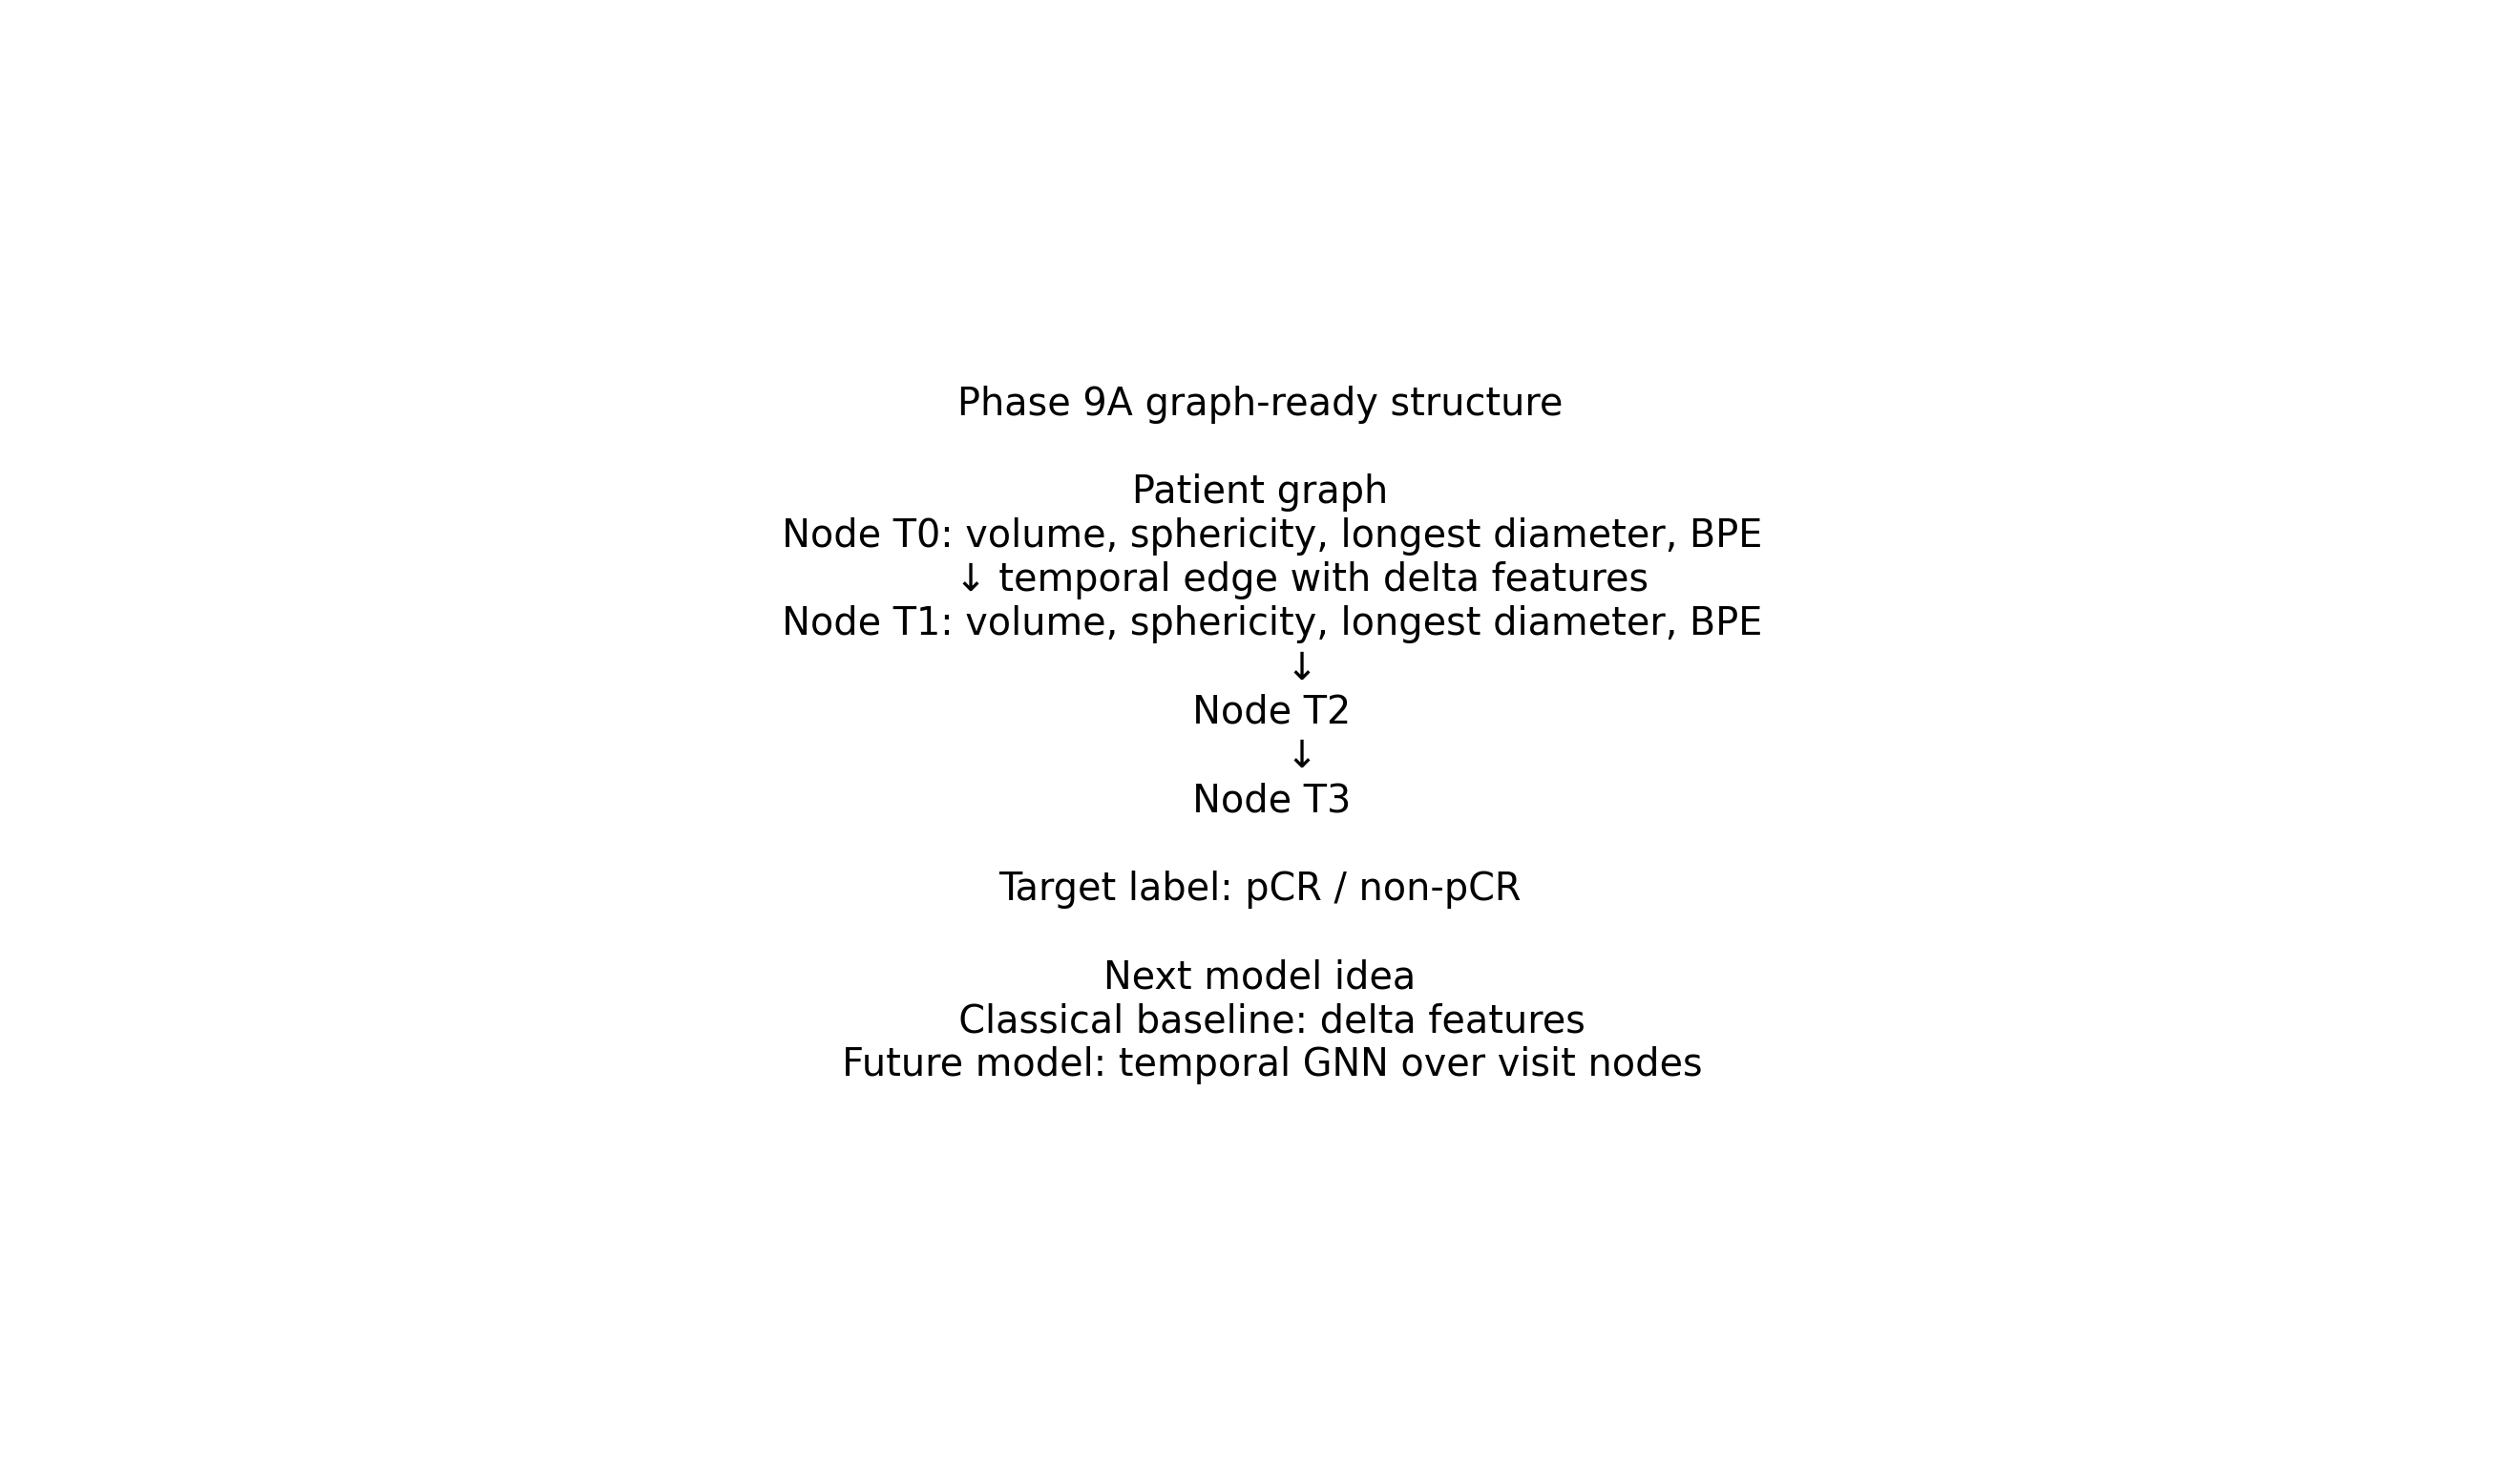 Phase 9A graph-ready structure
Patient graph
Node T0: volume, sphericity, longest diameter, BPE
↓ temporal edge with delta features
Node T1: volume, sphericity, longest diameter, BPE
↓
Node T2
↓
Node T3
Target label: pCR / non-pCR
Next model idea
Classical baseline: delta features
Future model: temporal GNN over visit nodes